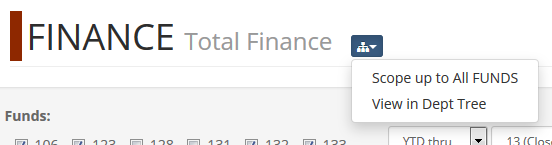 FINANCE Total Finance
Scope up to All FUNDS
View in Dept Tree
Funds:
106 123 128 131 132 133
YTD thru 13 (Clos